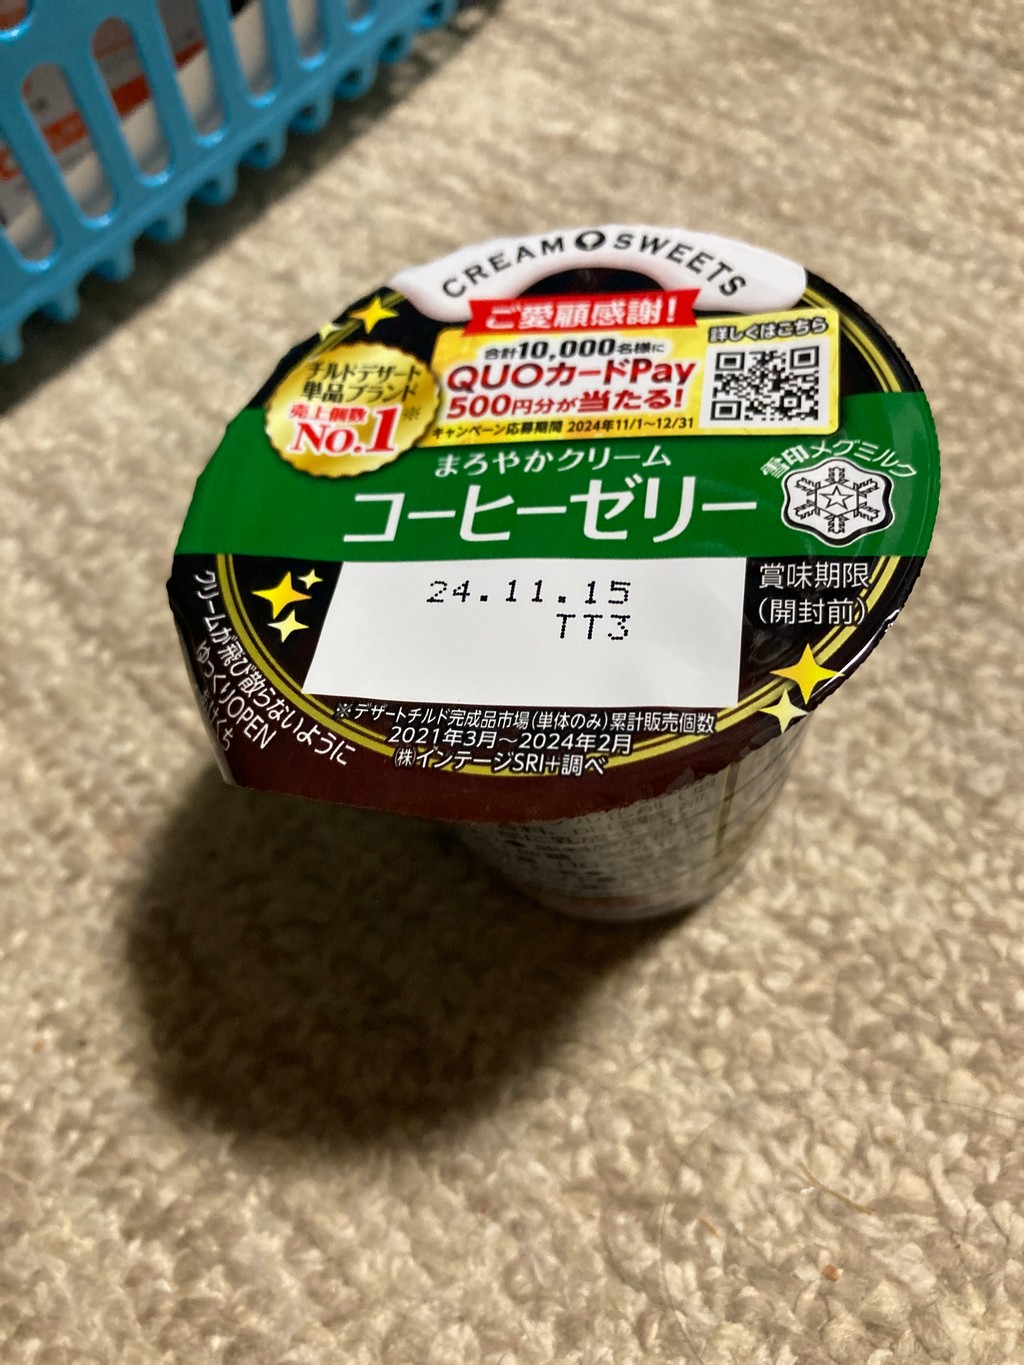 CREAM SWEETS
ご愛顧感謝!
詳しくはこちら
合計10,000名様に
QUOカードPay
500円分が当たる!
キャンペーン応募期間 2024年11/1~12/31
チルドデザート
単品ブランド
売上個数※
No.1
まろやかクリーム
コーヒーゼリー
雪印メグミルク
24.11.15
TT3
賞味期限
(開封前)
クリームが飛び散らないように
ゆっくりOPEN
※デザートチルド完成品市場(単体のみ)累計販売個数
2021年3月~2024年2月
㈱インテージSRI+調べ